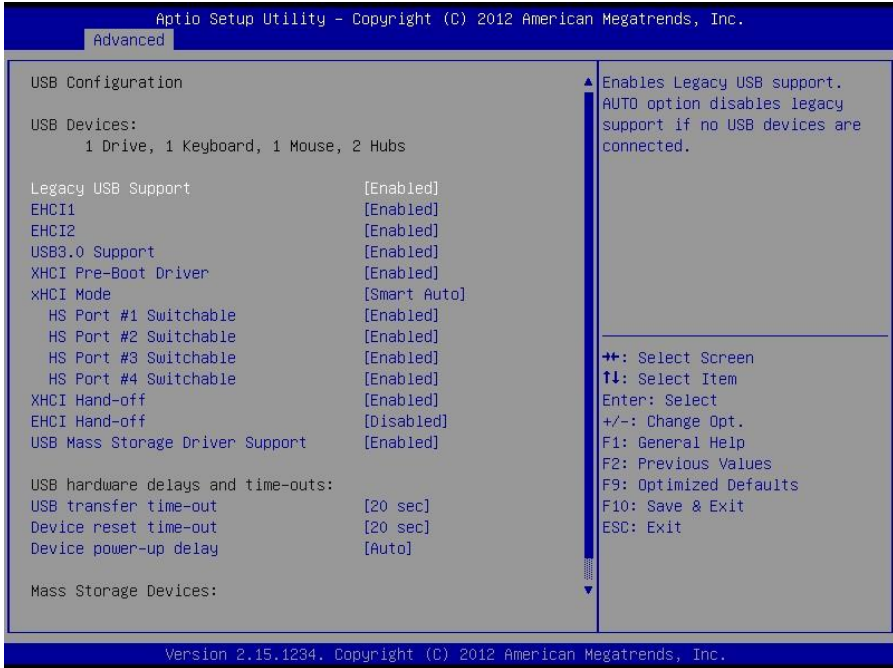 Aptio Setup Utility – Copyright (C) 2012 American Megatrends, Inc.
Advanced
USB Configuration
USB Devices:
1 Drive, 1 Keyboard, 1 Mouse, 2 Hubs
Legacy USB Support [Enabled]
EHCI1 [Enabled]
EHCI2 [Enabled]
USB3.0 Support [Enabled]
XHCI Pre-Boot Driver [Enabled]
xHCI Mode [Smart Auto]
HS Port #1 Switchable [Enabled]
HS Port #2 Switchable [Enabled]
HS Port #3 Switchable [Enabled]
HS Port #4 Switchable [Enabled]
XHCI Hand-off [Enabled]
EHCI Hand-off [Disabled]
USB Mass Storage Driver Support [Enabled]
USB hardware delays and time-outs:
USB transfer time-out [20 sec]
Device reset time-out [20 sec]
Device power-up delay [Auto]
Mass Storage Devices:
Enables Legacy USB support.
AUTO option disables legacy
support if no USB devices are
connected.
→←: Select Screen
↑↓: Select Item
Enter: Select
+/-: Change Opt.
F1: General Help
F2: Previous Values
F9: Optimized Defaults
F10: Save & Exit
ESC: Exit
Version 2.15.1234. Copyright (C) 2012 American Megatrends, Inc.